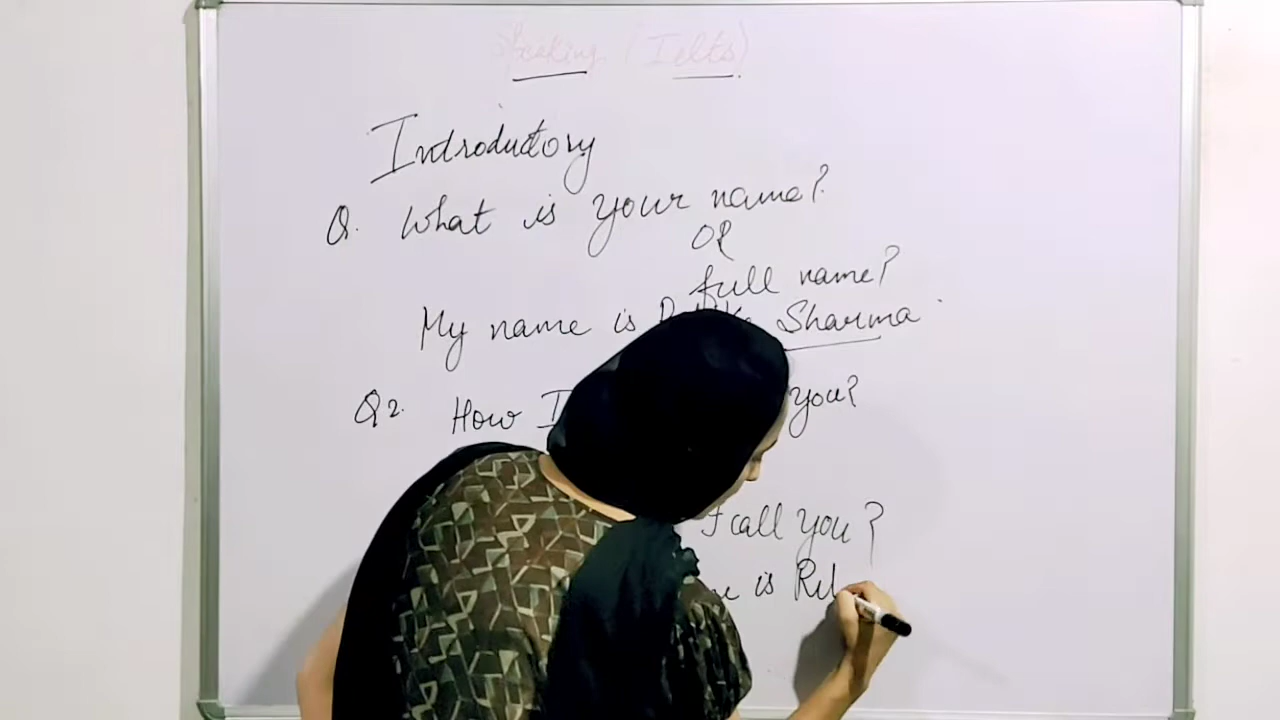 Speaking (Ielts)
Introductory
Q. What is your name?
OR
full name?
My name is Sharma
Q2. How I you?
I call you?
is